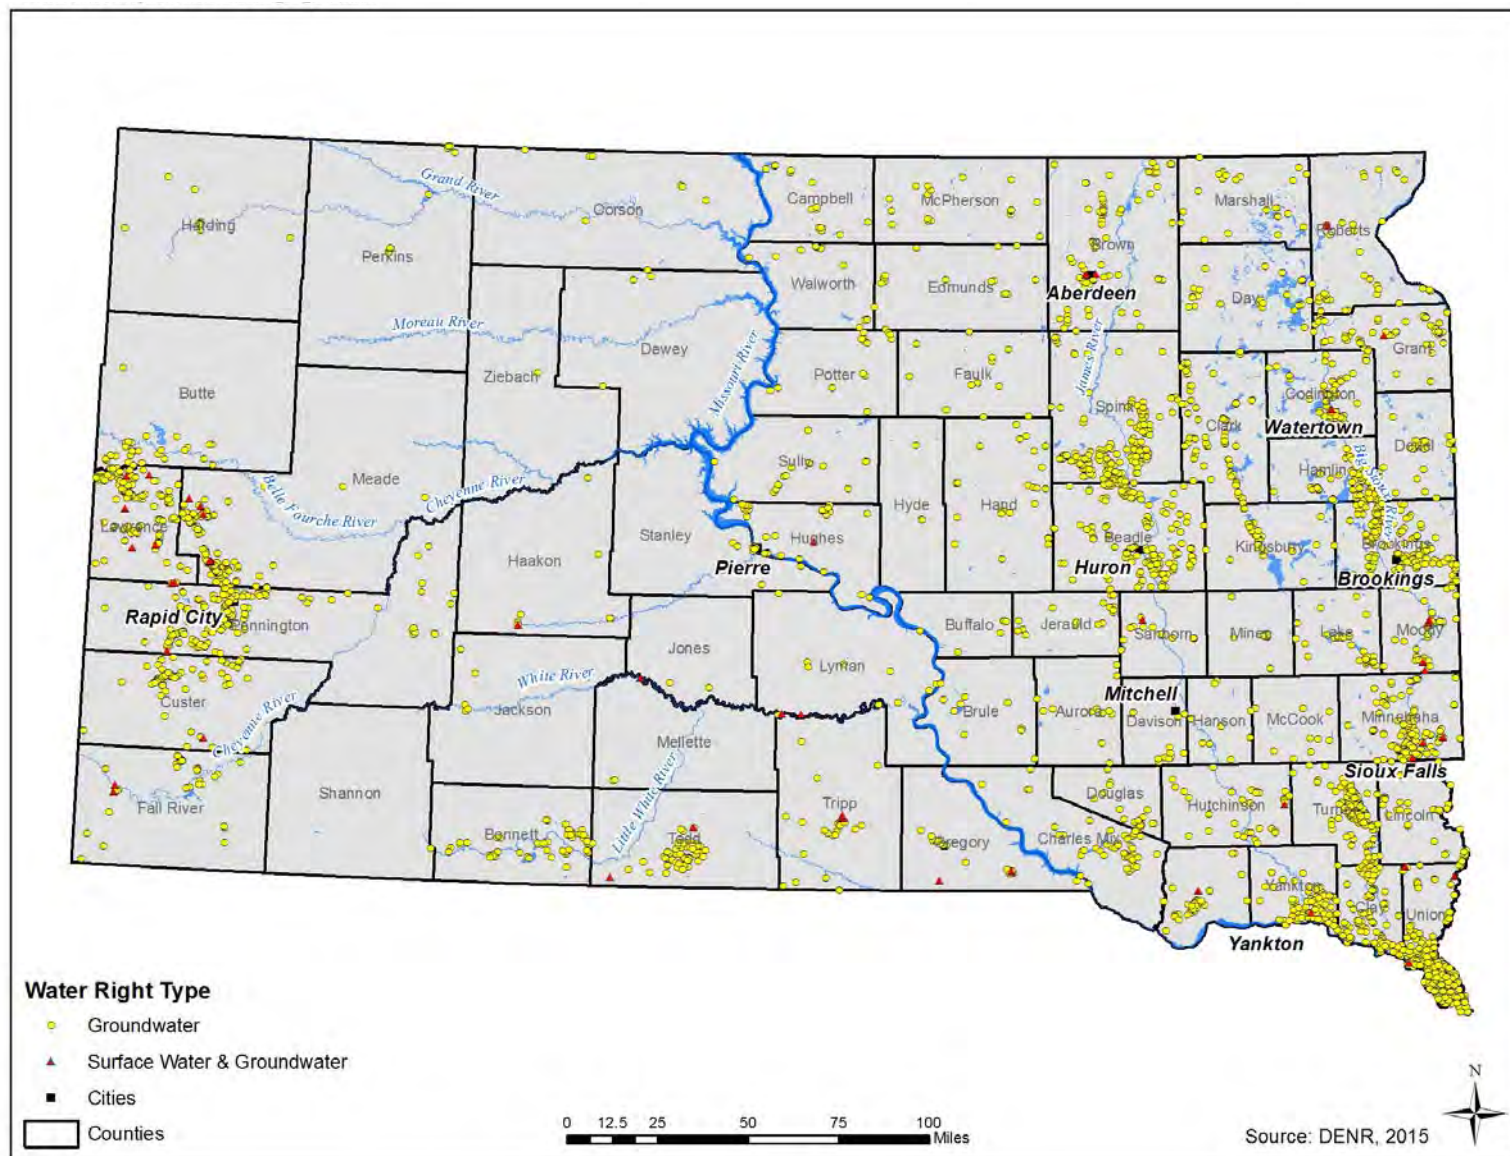 Grand River
Corson
Campbell
McPherson
Marshall
Harding
Roberts
Brown
Perkins
Walworth
Edmunds
Aberdeen
Day
Moreau River
Dewey
Missouri River
James River
Grant
Ziebach
Potter
Faulk
Butte
Codington
Spink
Clark
Watertown
Deuel
Sully
Hamlin
Big Sioux River
Meade
Cheyenne River
Belle Fourche River
Hyde
Hand
Lawrence
Stanley
Hughes
Beadle
Kingsbury
Brookings
Haakon
Pierre
Huron
Brookings
Rapid City
Pennington
Buffalo
Jerauld
Sanborn
Miner
Lake
Moody
Jones
Lyman
White River
Custer
Cheyenne River
Jackson
Mitchell
Brule
Aurora
Davison
Hanson
McCook
Minnehaha
Mellette
Sioux Falls
Little White River
Fall River
Shannon
Tripp
Douglas
Hutchinson
Turner
Lincoln
Bennett
Todd
Gregory
Charles Mix
Yankton
Clay
Union
Yankton
Water Right Type
Groundwater
Surface Water & Groundwater
Cities
Counties
0 12.5 25 50 75 100
Miles
N
Source: DENR, 2015